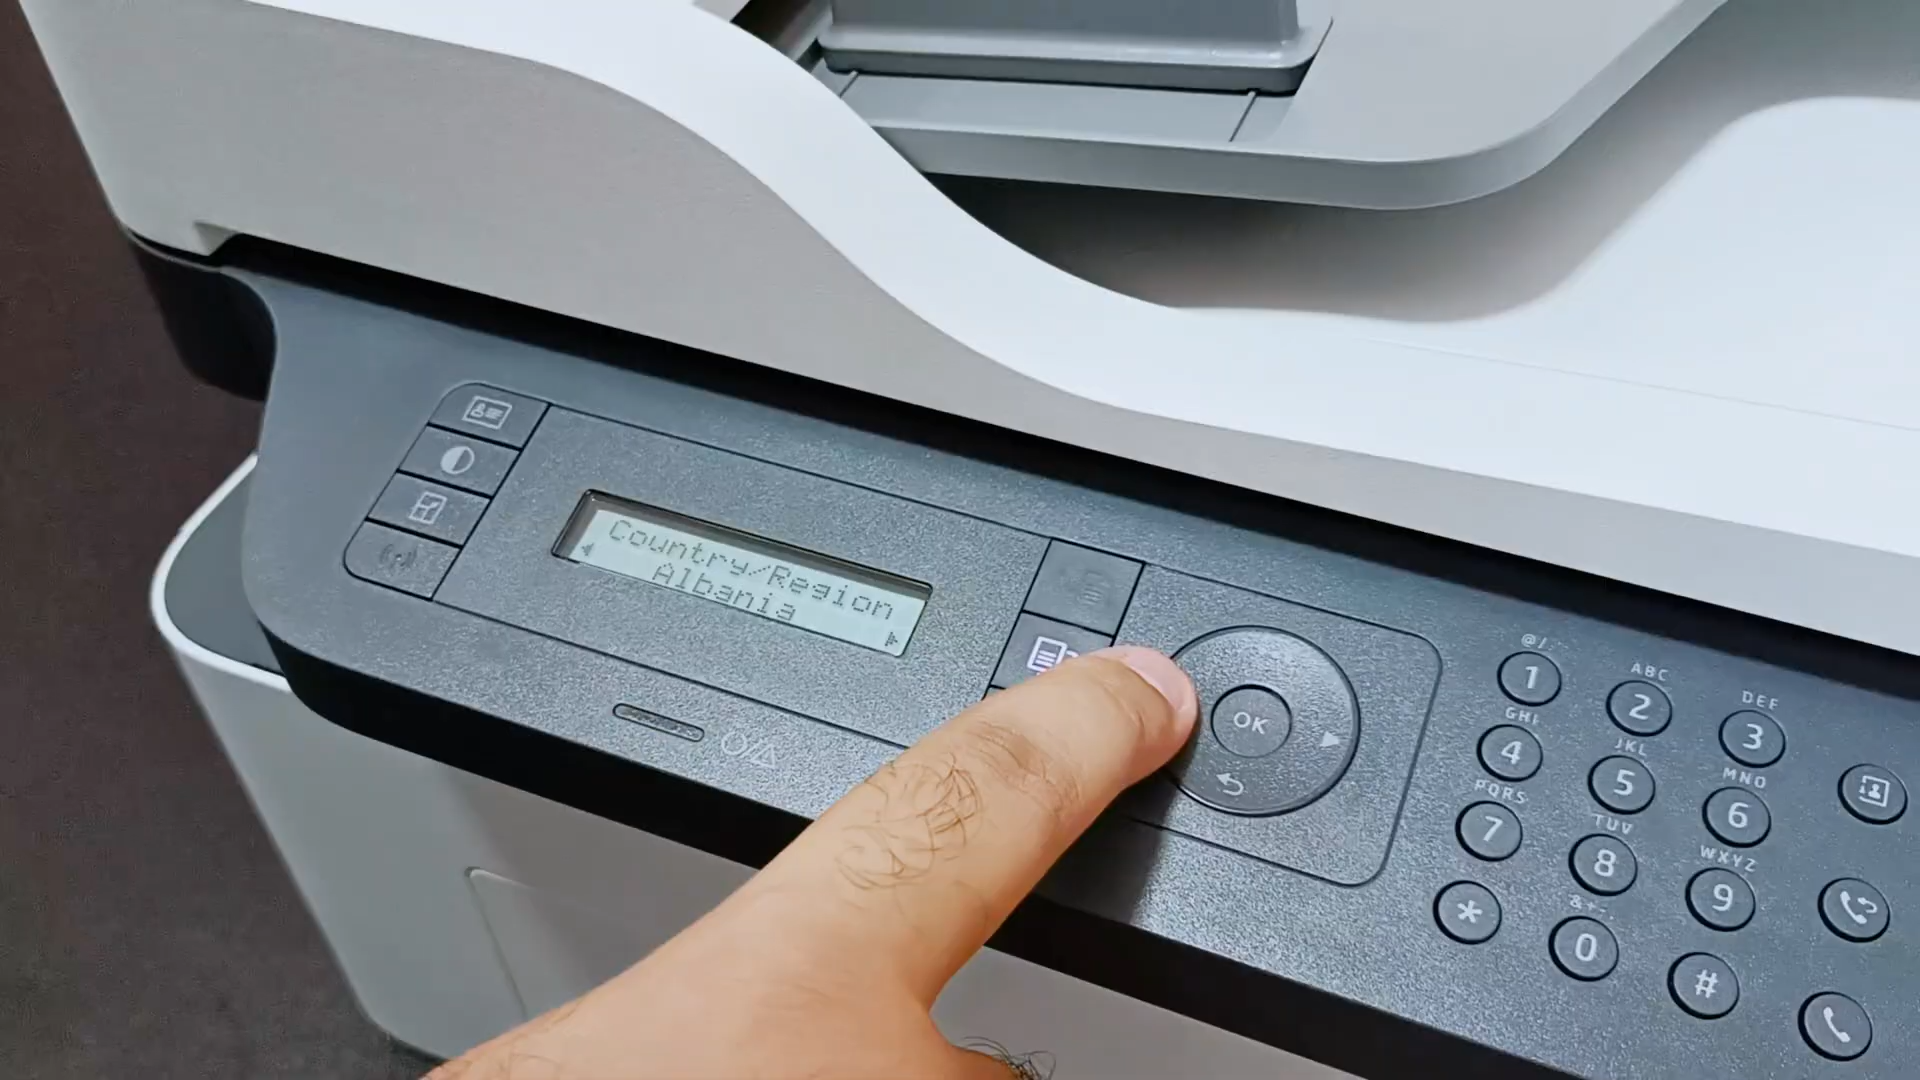 Country/Region
Albania
OK
@/.
1
ABC
2
DEF
3
GHI
4
JKL
5
MNO
6
PQRS
7
TUV
8
WXYZ
9
*
&+-,
0
#